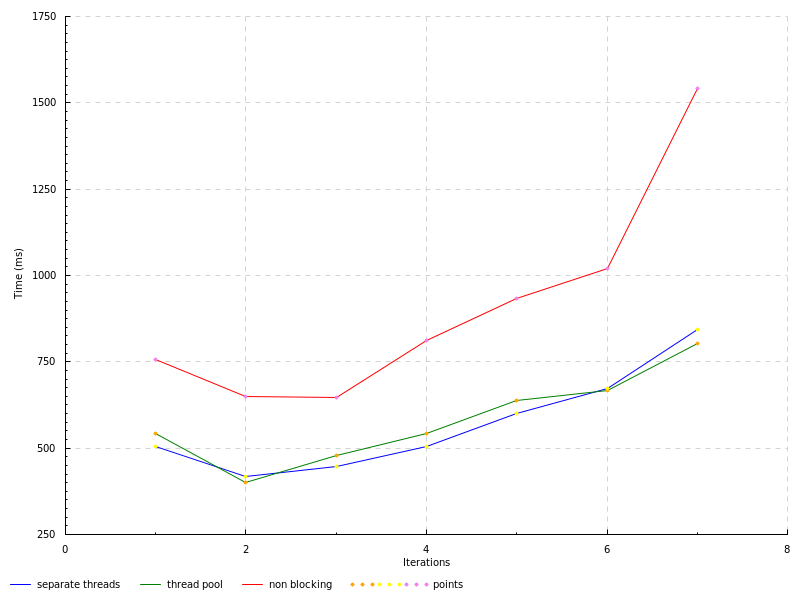 1750
1500
1250
1000
750
500
250
Time (ms)
0 2 4 6 8
Iterations
separate threads thread pool non blocking points